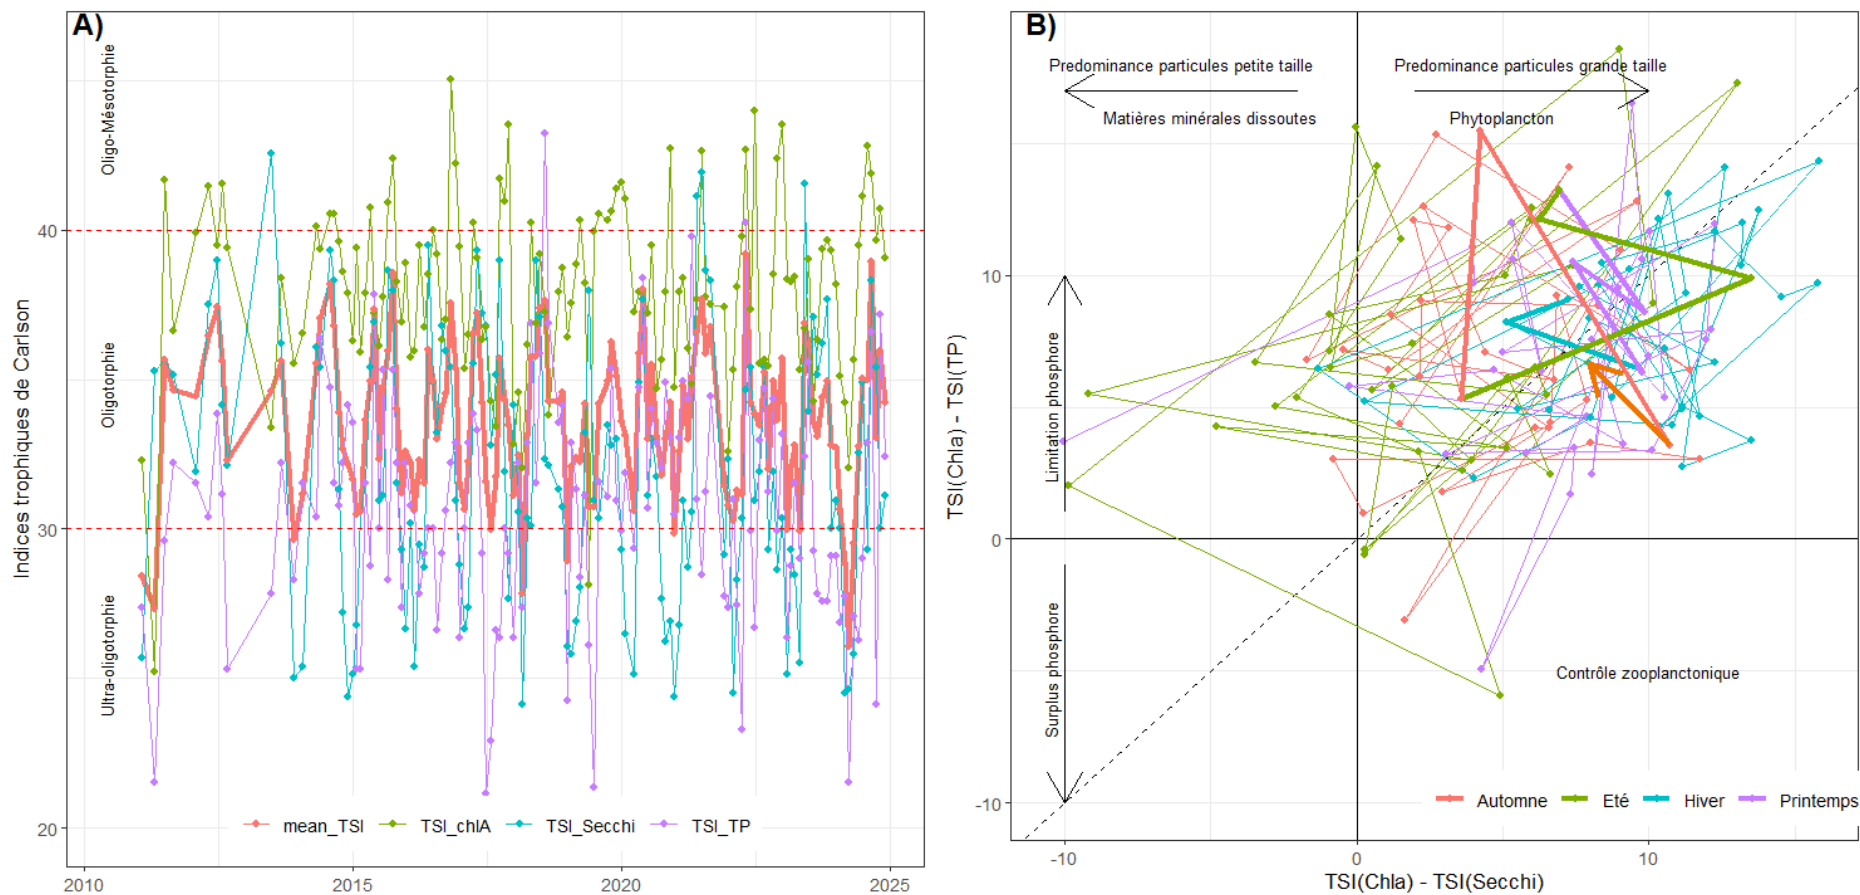 A)
Indices trophiques de Carlson
Oligo-Mésotorphie
Oligotorphie
Ultra-oligotorphie
40
30
20
mean_TSI
TSI_chlA
TSI_Secchi
TSI_TP
2010
2015
2020
2025
B)
Predominance particules petite taille
Predominance particules grande taille
Matières minérales dissoutes
Phytoplancton
TSI(Chla) - TSI(TP)
Limitation phosphore
Surplus phosphore
10
0
-10
Contrôle zooplanctonique
Automne
Eté
Hiver
Printemps
-10
0
10
TSI(Chla) - TSI(Secchi)